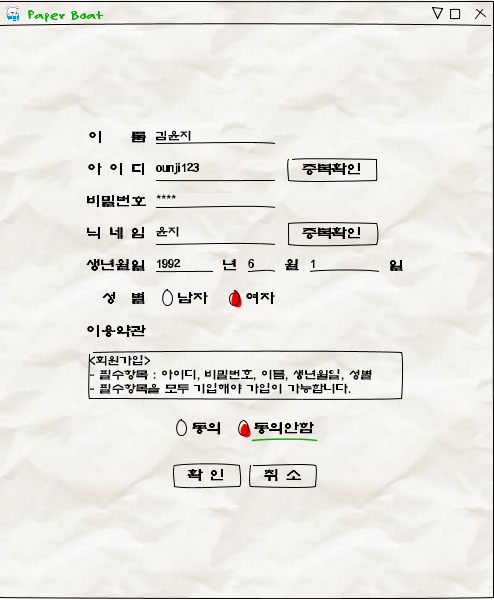 Paper Boat
이 름 김윤지
아 이 디 ounji123 중복확인
비밀번호 ****
닉 네 임 윤지 중복확인
생년월일 1992 년 6 월 1 일
성 별 남자 여자
이용약관
<회원가입>
- 필수항목 : 아이디, 비밀번호, 이름, 생년월일, 성별
- 필수항목을 모두 기입해야 가입이 가능합니다.
동의 동의안함
확 인 취 소